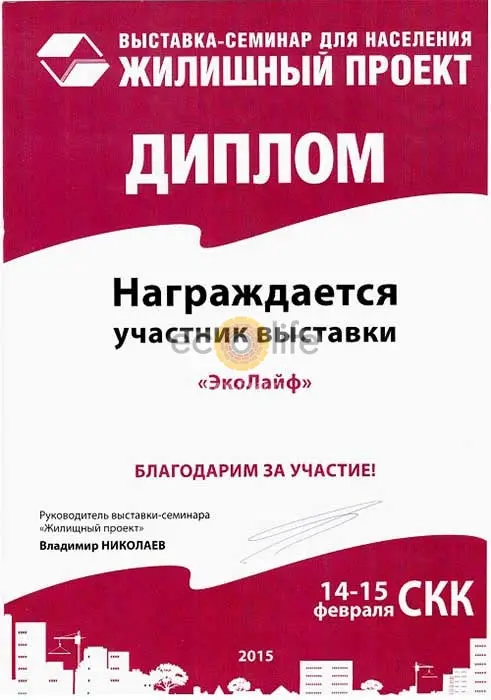 ВЫСТАВКА-СЕМИНАР ДЛЯ НАСЕЛЕНИЯ
ЖИЛИЩНЫЙ ПРОЕКТ
ДИПЛОМ
Награждается
участник выставки
ecolife
«ЭкоЛайф»
БЛАГОДАРИМ ЗА УЧАСТИЕ!
Руководитель выставки-семинара
«Жилищный проект»
Владимир НИКОЛАЕВ
14-15
февраля СКК
2015